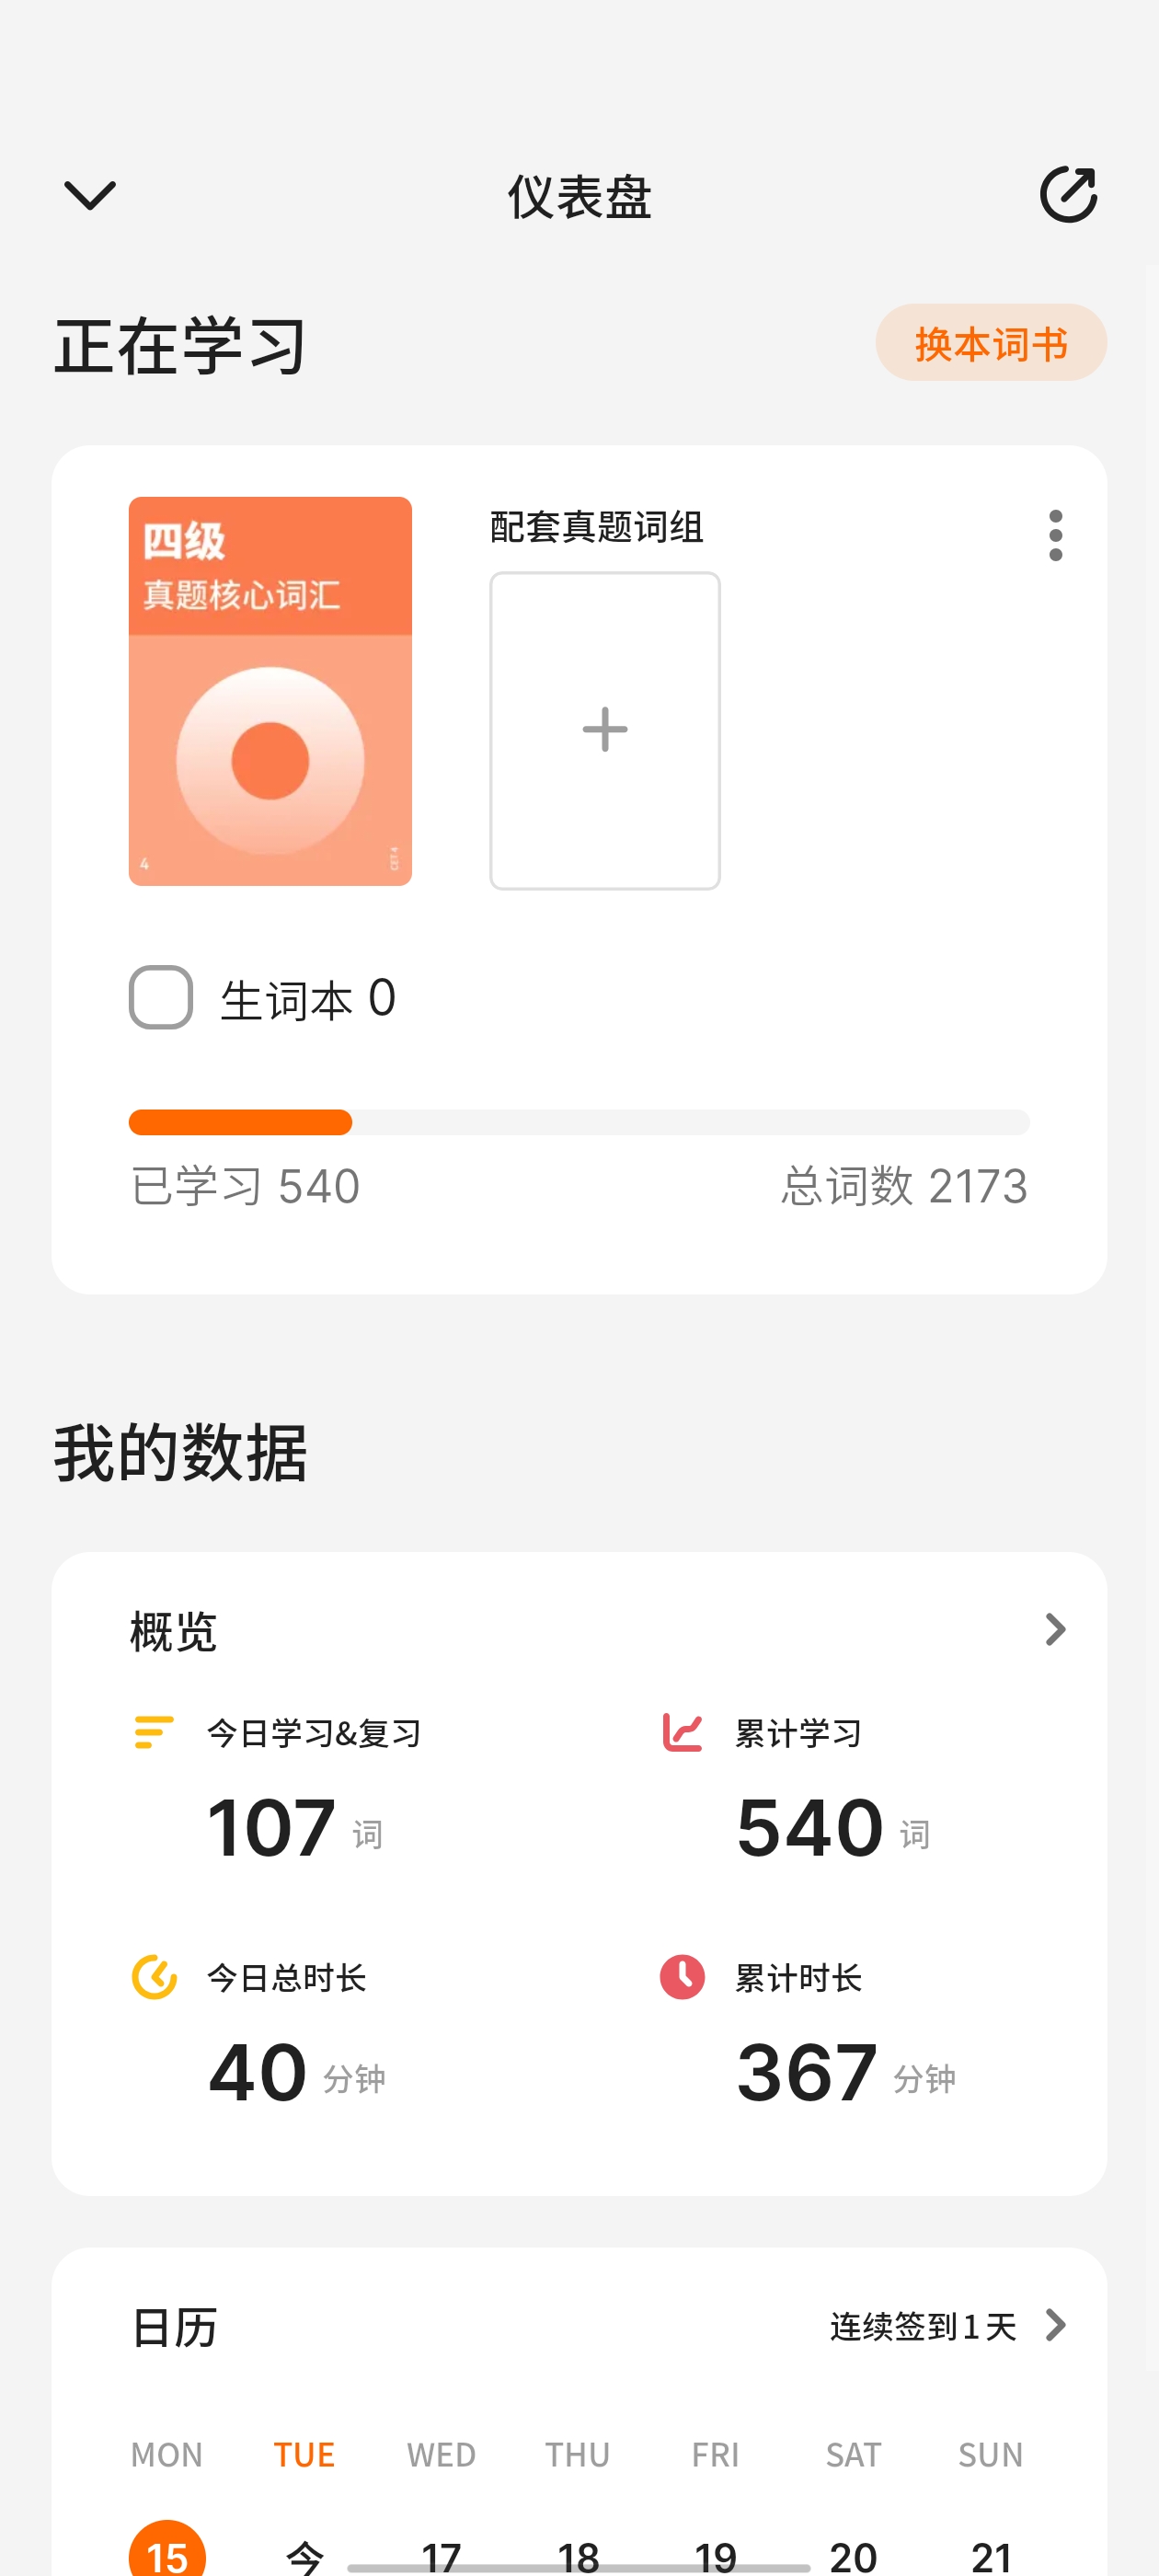 仪表盘
正在学习
换本词书
四级
真题核心词汇
4
CET 4
配套真题词组
生词本 0
已学习 540
总词数 2173
我的数据
概览
今日学习&复习
累计学习
107 词
540 词
今日总时长
累计时长
40 分钟
367 分钟
日历
连续签到1天
MON TUE WED THU FRI SAT SUN
15 今 17 18 19 20 21